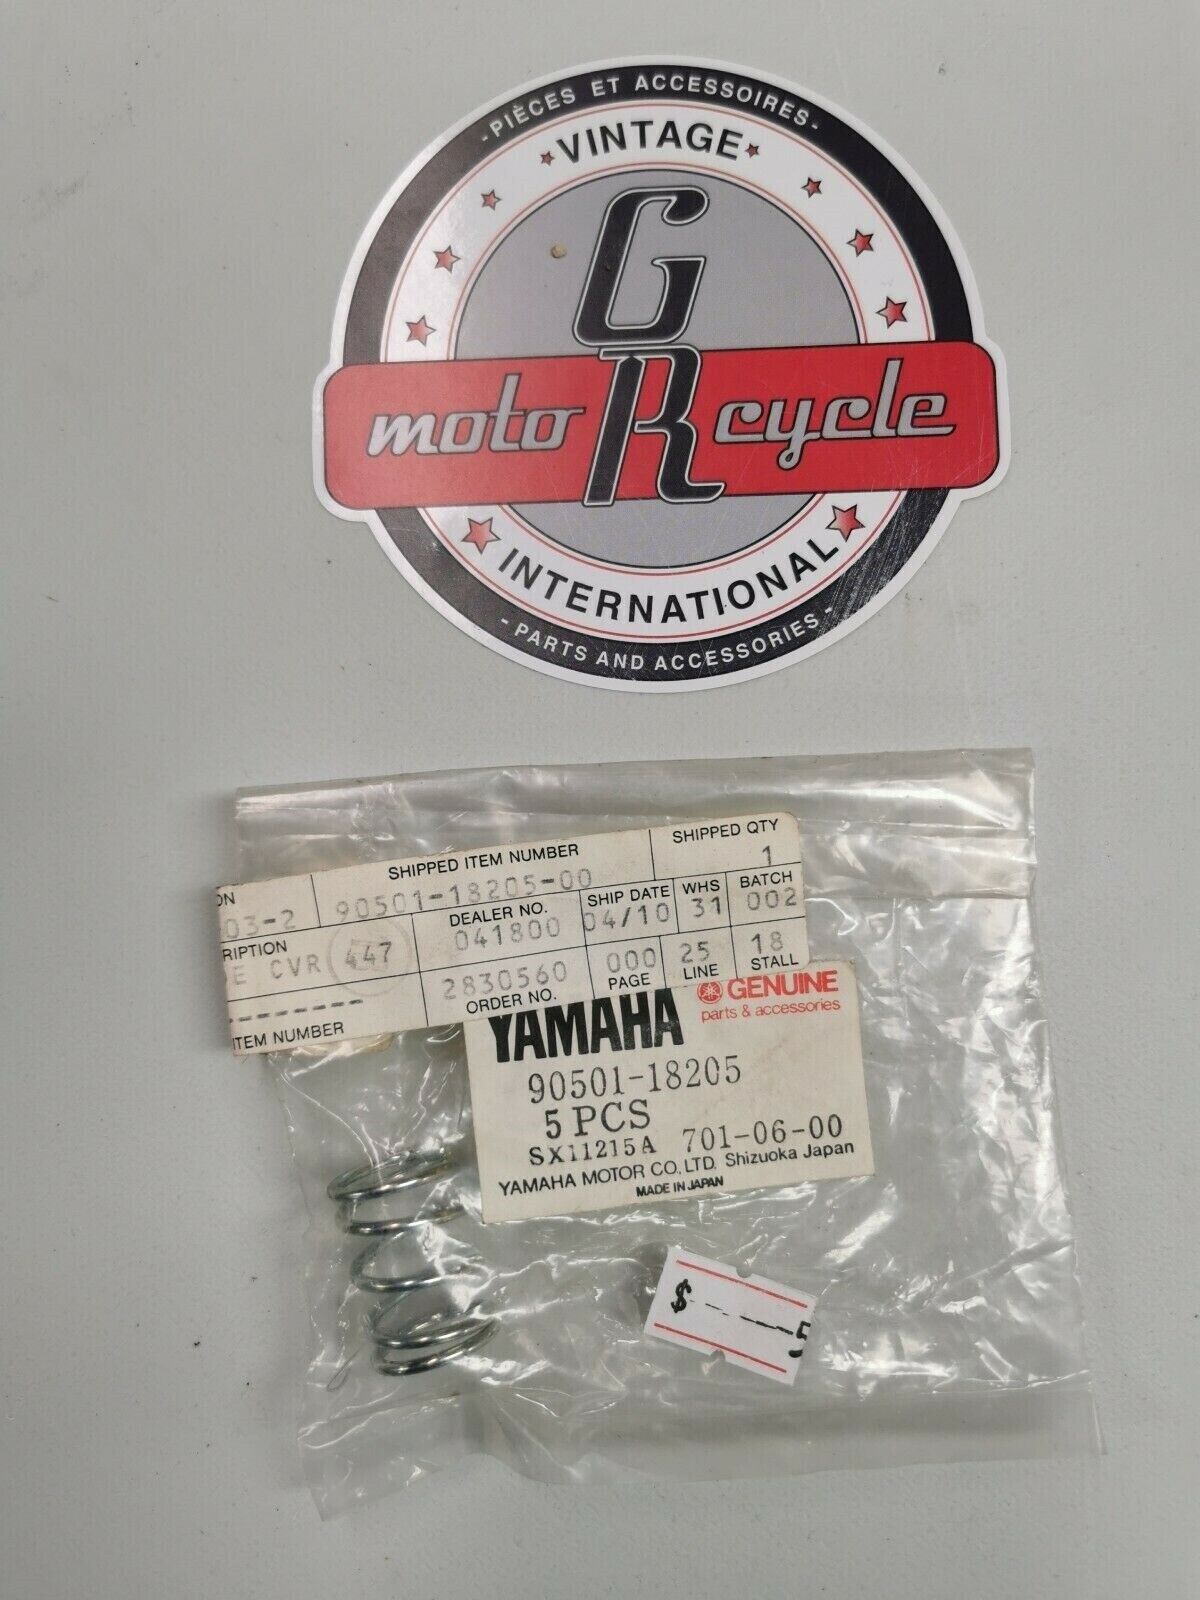 - PIÈCES ET ACCESSOIRES -
VINTAGE
GR
moto cycle
INTERNATIONAL
- PARTS AND ACCESSORIES -
ON SHIPPED ITEM NUMBER SHIPPED QTY
03-2 90501-18205-00 1
RIPTION DEALER NO. SHIP DATE WHS BATCH
E CVR 447 041800 04/10 31 002
2830560 000 25 18
ITEM NUMBER ORDER NO. PAGE LINE STALL
YAMAHA GENUINE
parts & accessories
90501-18205
5 PCS
SX11215A 701-06-00
YAMAHA MOTOR CO., LTD. Shizuoka Japan
MADE IN JAPAN
$ ------5